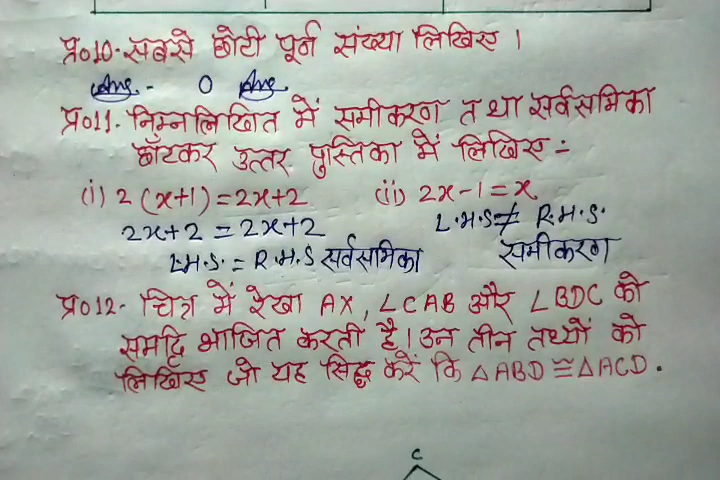 प्र०10. सबसे छोटी पूर्न संख्या लिखिए ।
Ans. - 0 Ans.
प्र०11. निम्नलिखित में समीकरण तथा सर्वसमिका
छाँटकर उत्तर पुस्तिका में लिखिए :-
(i) 2(x+1)=2x+2 (ii) 2x-1=x
2x+2 = 2x+2 L.H.S ≠ R.H.S.
L.H.S. = R.H.S सर्वसमिका समीकरण
प्र०12- चित्र में रेखा AX, ∠CAB और ∠BDC को
समद्वि भाजित करती है। उन तीन तथ्यों को
लिखिए जो यह सिद्ध करें कि △ABD ≅ △ACD.
C